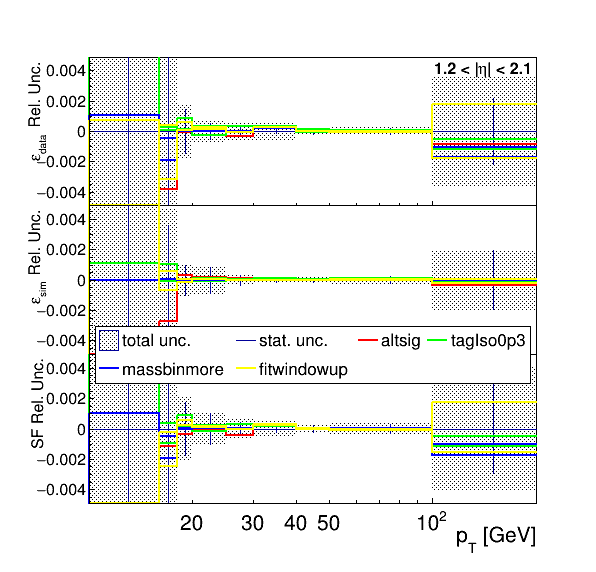 1.2 < |η| < 2.1
ε_data Rel. Unc.
0.004
0.002
0
−0.002
−0.004
ε_sim Rel. Unc.
0.004
0.002
0
−0.002
−0.004
total unc. stat. unc. altsig tagIso0p3
massbinmore fitwindowup
SF Rel. Unc.
0.004
0.002
0
−0.002
−0.004
20 30 40 50 10²
p_T [GeV]